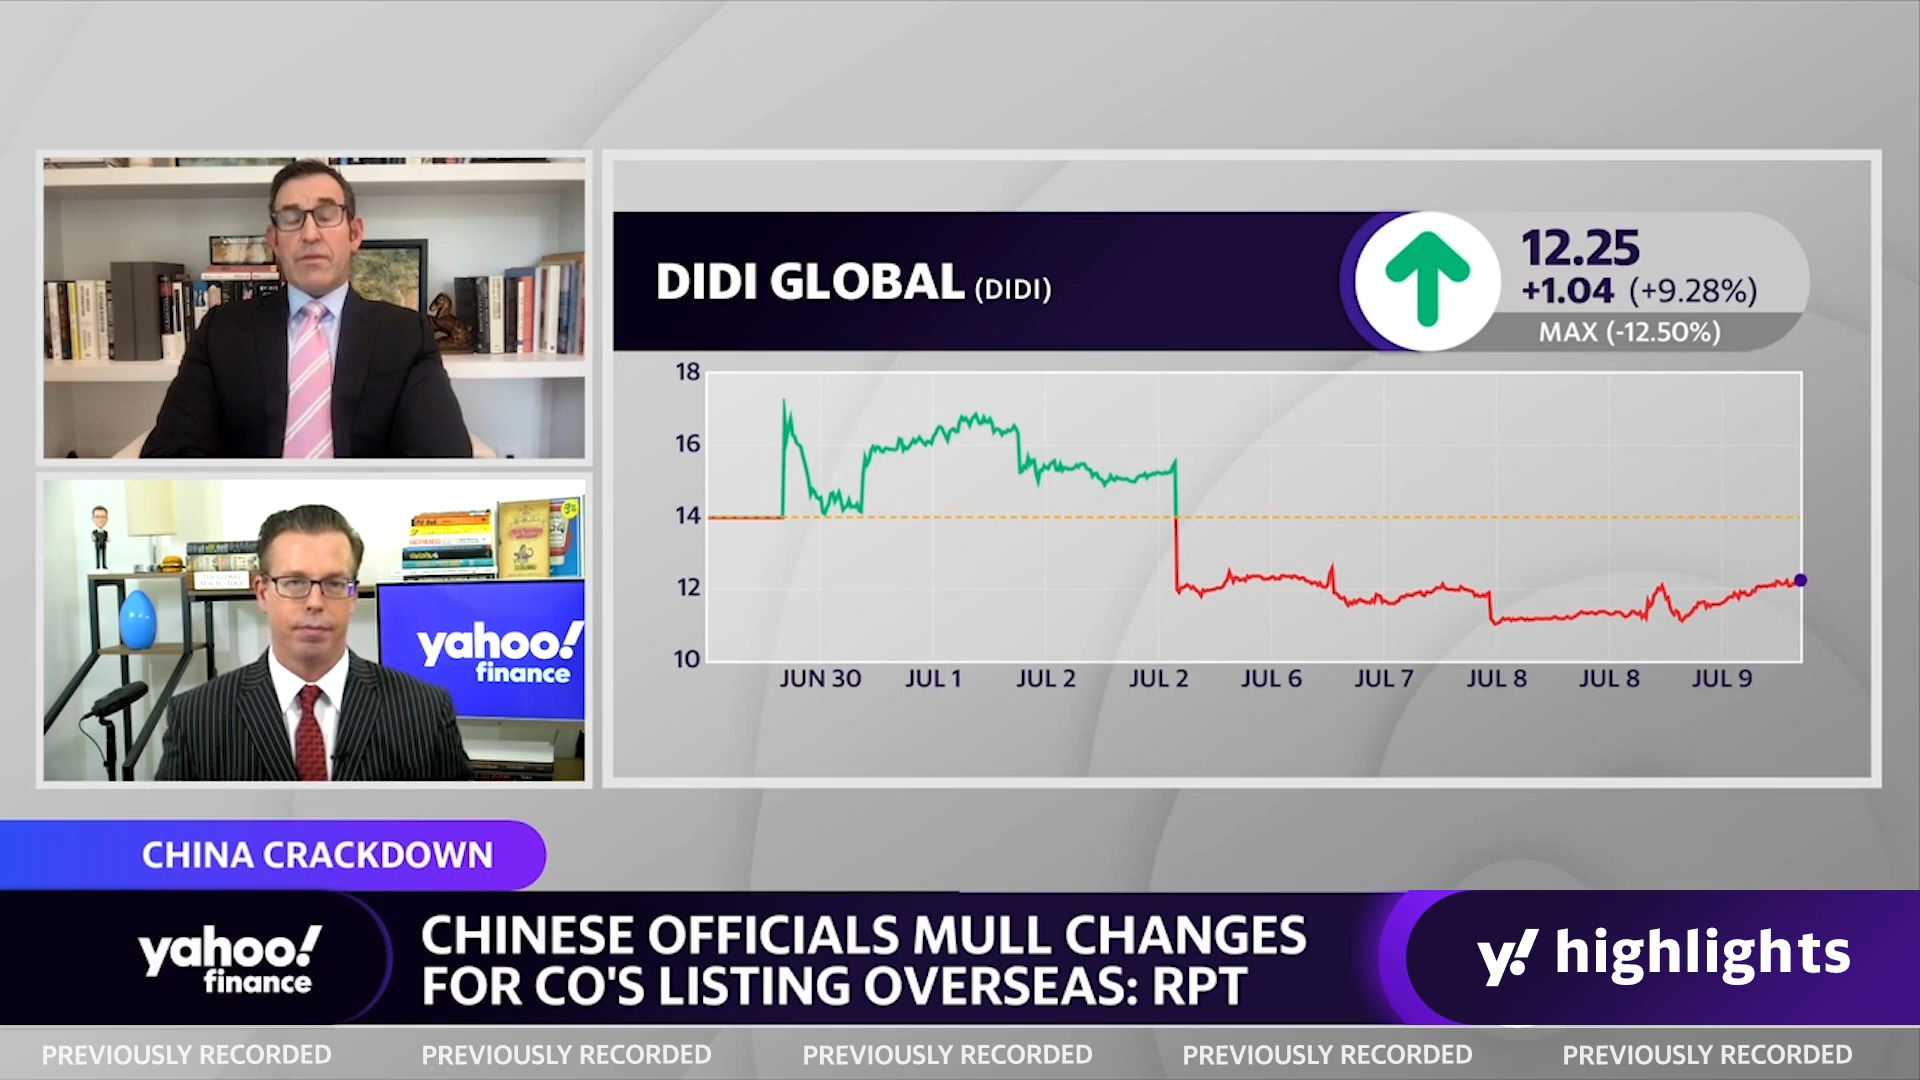 DIDI GLOBAL (DIDI)
12.25
+1.04 (+9.28%)
MAX (-12.50%)
18
16
14
12
10
JUN 30 JUL 1 JUL 2 JUL 2 JUL 6 JUL 7 JUL 8 JUL 8 JUL 9
yahoo!
finance
CHINA CRACKDOWN
yahoo!
finance
CHINESE OFFICIALS MULL CHANGES
FOR CO'S LISTING OVERSEAS: RPT
y! highlights
PREVIOUSLY RECORDED PREVIOUSLY RECORDED PREVIOUSLY RECORDED PREVIOUSLY RECORDED PREVIOUSLY RECORDED